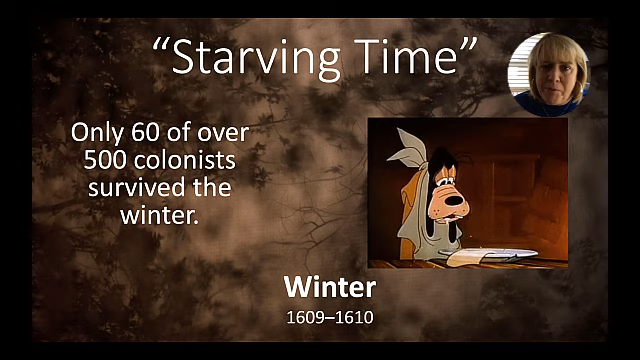 “Starving Time”
Only 60 of over
500 colonists
survived the
winter.
Winter
1609–1610